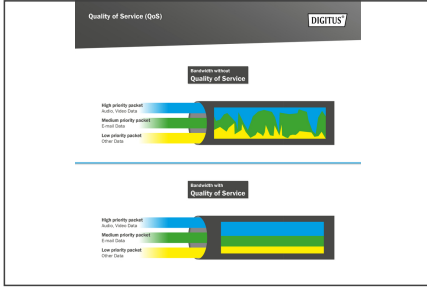 Quality of Service (QoS)
DIGITUS®
Bandwidth without
Quality of Service
High priority packet
Audio, Video Data
Medium priority packet
E-mail Data
Low priority packet
Other Data
Bandwidth with
Quality of Service
High priority packet
Audio, Video Data
Medium priority packet
E-mail Data
Low priority packet
Other Data